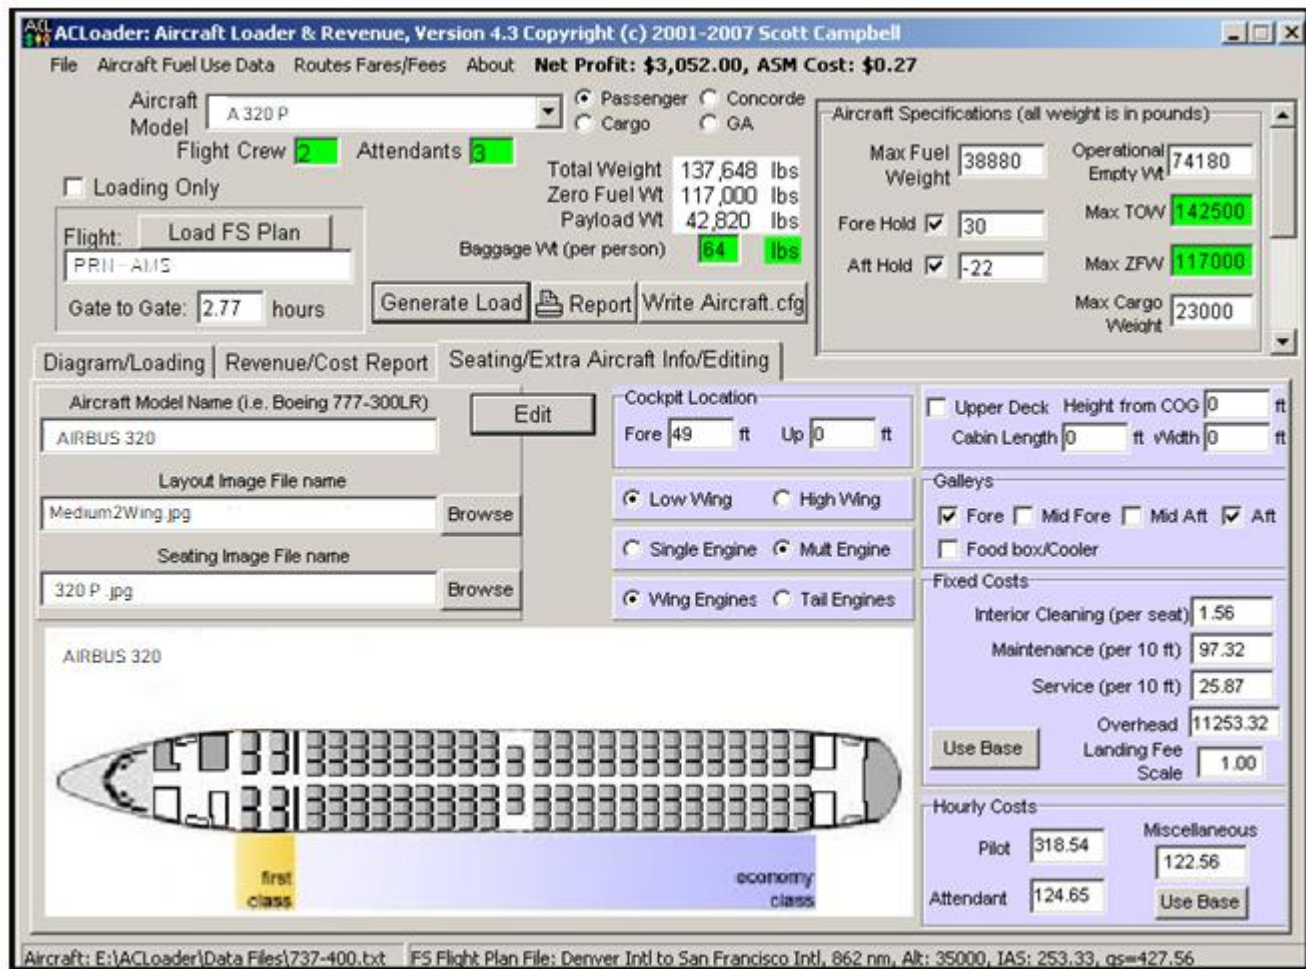 ACLoader: Aircraft Loader & Revenue, Version 4.3 Copyright (c) 2001-2007 Scott Campbell
File Aircraft Fuel Use Data Routes Fares/Fees About Net Profit: $3,052.00, ASM Cost: $0.27
Aircraft Model A 320 P
Passenger Concorde
Cargo GA
Flight Crew 2 Attendants 3
Loading Only
Total Weight 137,648 lbs
Zero Fuel Wt 117,000 lbs
Payload Wt 42,820 lbs
Baggage Wt (per person) 64 lbs
Flight: Load FS Plan
PRN-AMS
Gate to Gate: 2.77 hours
Generate Load Report Write Aircraft.cfg
Aircraft Specifications (all weight is in pounds)
Max Fuel Weight 38880 Operational Empty Wt 74180
Max TOW 142500
Fore Hold 30
Aft Hold -22 Max ZFW 117000
Max Cargo Weight 23000
Diagram/Loading Revenue/Cost Report Seating/Extra Aircraft Info/Editing
Aircraft Model Name (i.e. Boeing 777-300LR)
AIRBUS 320
Edit
Layout Image File name
Medium2Wing.jpg Browse
Seating Image File name
320 P .jpg Browse
Cockpit Location
Fore 49 ft Up 0 ft
Low Wing High Wing
Single Engine Mult Engine
Wing Engines Tail Engines
Upper Deck Height from COG 0 ft
Cabin Length 0 ft Width 0 ft
Galleys
Fore Mid Fore Mid Aft Aft
Food box/Cooler
Fixed Costs
Interior Cleaning (per seat) 1.56
Maintenance (per 10 ft) 97.32
Service (per 10 ft) 25.87
Overhead 11253.32
Use Base Landing Fee Scale 1.00
Hourly Costs
Pilot 318.54 Miscellaneous
122.56
Attendant 124.65 Use Base
AIRBUS 320
first class
economy class
Aircraft: E:\ACLoader\Data Files\737-400.txt FS Flight Plan File: Denver Intl to San Francisco Intl, 862 nm, Alt: 35000, IAS: 253.33, gs=427.56